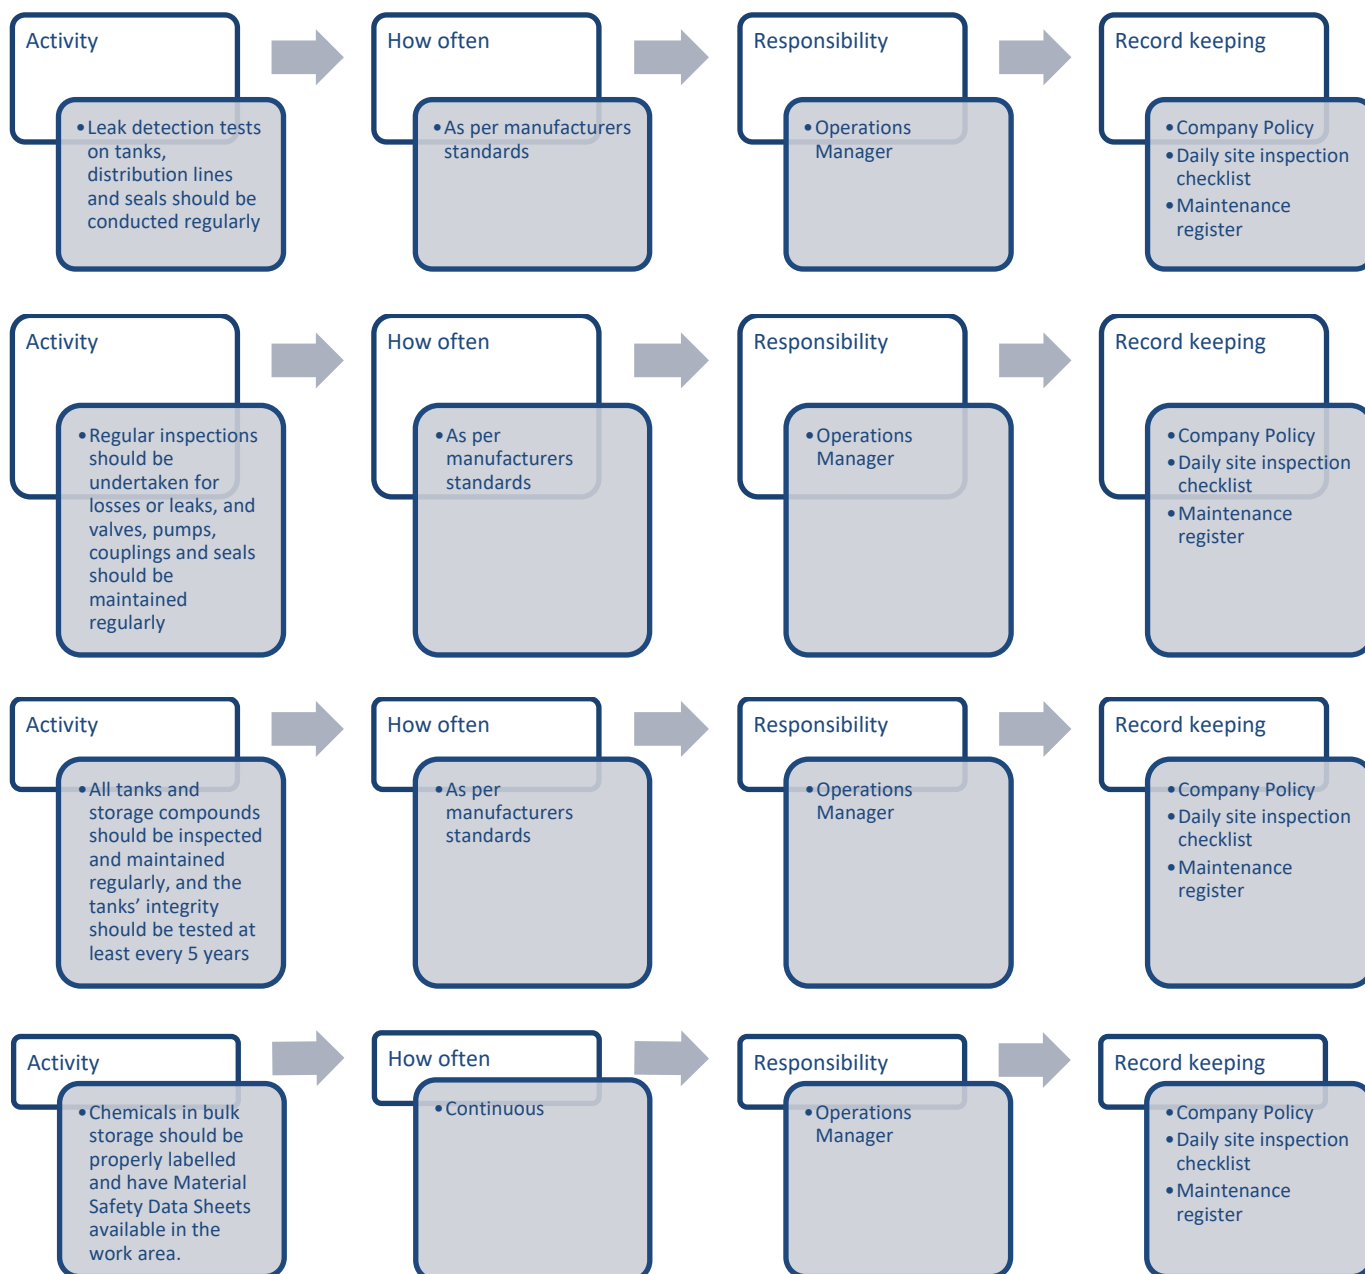 Activity
How often
Responsibility
Record keeping
•Leak detection tests
on tanks,
distribution lines
and seals should be
conducted regularly
•As per manufacturers
standards
•Operations
Manager
•Company Policy
•Daily site inspection
checklist
•Maintenance
register
Activity
How often
Responsibility
Record keeping
•Regular inspections
should be
undertaken for
losses or leaks, and
valves, pumps,
couplings and seals
should be
maintained
regularly
•As per
manufacturers
standards
•Operations
Manager
•Company Policy
•Daily site inspection
checklist
•Maintenance
register
Activity
How often
Responsibility
Record keeping
•All tanks and
storage compounds
should be inspected
and maintained
regularly, and the
tanks’ integrity
should be tested at
least every 5 years
•As per
manufacturers
standards
•Operations
Manager
•Company Policy
•Daily site inspection
checklist
•Maintenance
register
Activity
How often
Responsibility
Record keeping
•Chemicals in bulk
storage should be
properly labelled
and have Material
Safety Data Sheets
available in the
work area.
•Continuous
•Operations
Manager
•Company Policy
•Daily site inspection
checklist
•Maintenance
register